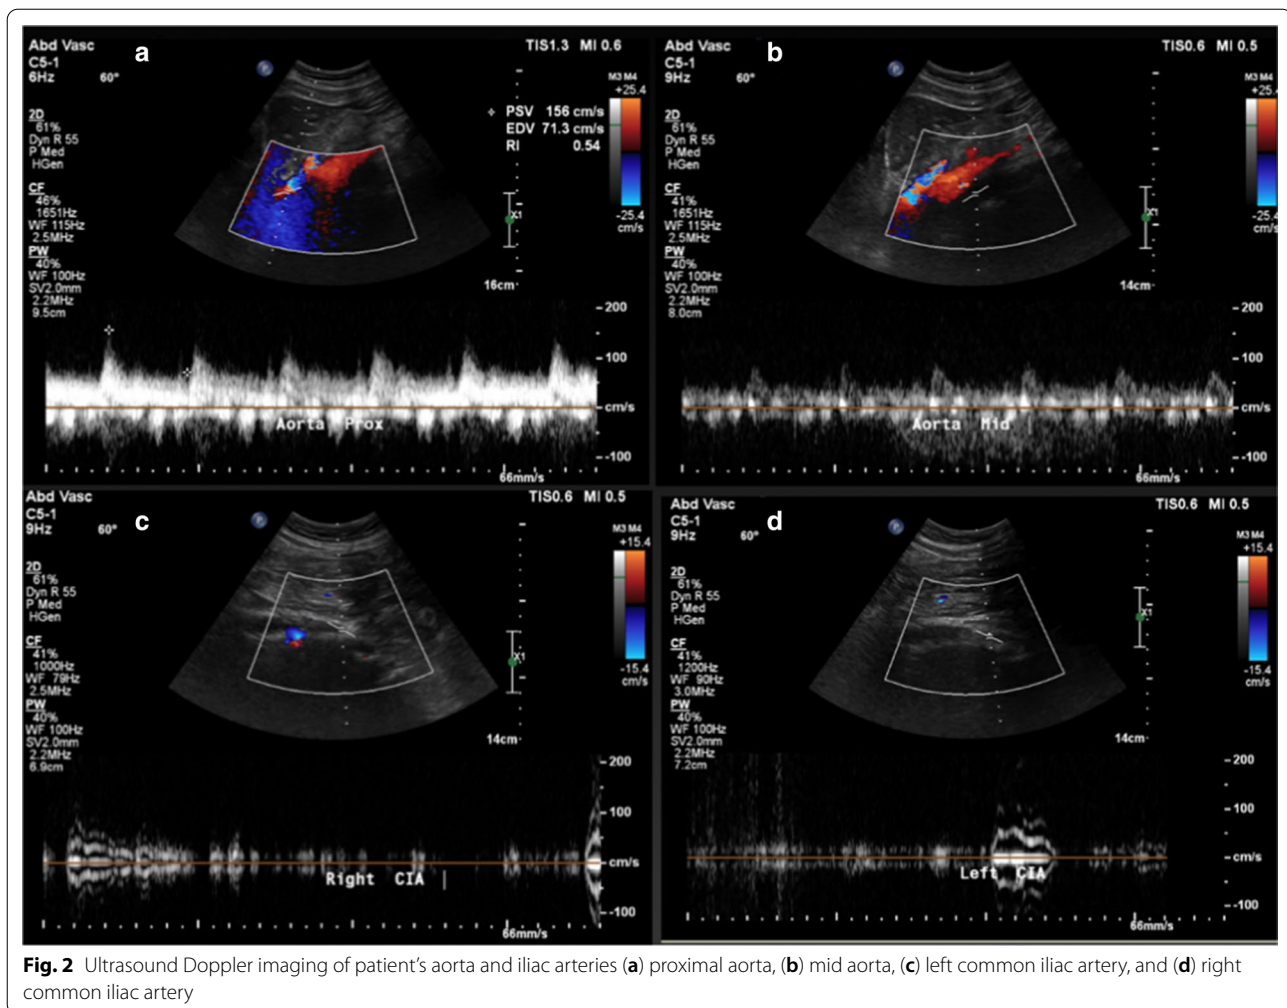 Abd Vasc
C5-1
6Hz
60°
a
TIS1.3 MI 0.6
M3 M4
+25.4
-25.4
cm/s
PSV 156 cm/s
EDV 71.3 cm/s
RI 0.54
2D
61%
Dyn R 55
P Med
HGen
CF
46%
1651Hz
WF 115Hz
2.5MHz
PW
40%
WF 100Hz
SV2.0mm
2.2MHz
9.5cm
X1
16cm
200
100
cm/s
-100
Aorta Prox
66mm/s
Abd Vasc
C5-1
9Hz
60°
b
TIS0.6 MI 0.5
M3 M4
+25.4
-25.4
cm/s
2D
61%
Dyn R 55
P Med
HGen
CF
41%
1651Hz
WF 115Hz
2.5MHz
PW
40%
WF 100Hz
SV2.0mm
2.2MHz
8.0cm
X1
14cm
200
100
cm/s
-100
Aorta Mid
66mm/s
Abd Vasc
C5-1
9Hz
60°
c
TIS0.6 MI 0.5
M3 M4
+15.4
-15.4
cm/s
2D
61%
Dyn R 55
P Med
HGen
CF
41%
1000Hz
WF 79Hz
2.5MHz
PW
40%
WF 100Hz
SV2.0mm
2.2MHz
6.9cm
X1
14cm
200
100
cm/s
-100
Right CIA
66mm/s
Abd Vasc
C5-1
9Hz
60°
d
TIS0.6 MI 0.5
M3 M4
+15.4
-15.4
cm/s
2D
61%
Dyn R 55
P Med
HGen
CF
41%
1200Hz
WF 90Hz
3.0MHz
PW
40%
WF 100Hz
SV2.0mm
2.2MHz
7.2cm
X1
14cm
200
100
cm/s
-100
Left CIA
66mm/s
Fig. 2 Ultrasound Doppler imaging of patient's aorta and iliac arteries (a) proximal aorta, (b) mid aorta, (c) left common iliac artery, and (d) right
common iliac artery